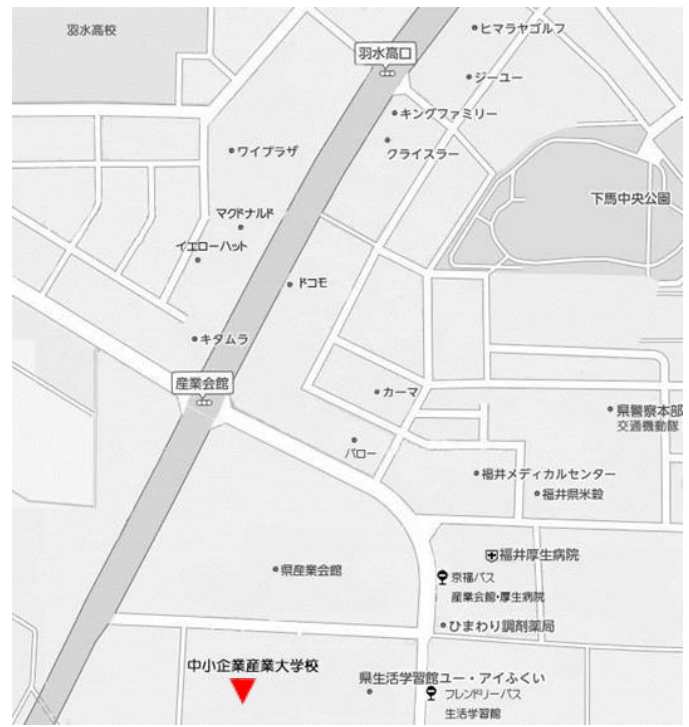 羽水高校
ヒマラヤゴルフ
羽水高口
ジーユー
キングファミリー
クライスラー
ワイプラザ
下馬中央公園
マクドナルド
イエローハット
ドコモ
キタムラ
産業会館
カーマ
県警察本部
交通機動隊
バロー
福井メディカルセンター
福井県米穀
福井厚生病院
県産業会館
京福バス
産業会館・厚生病院
ひまわり調剤薬局
中小企業産業大学校
県生活学習館ユー・アイふくい
フレンドリーバス
生活学習館